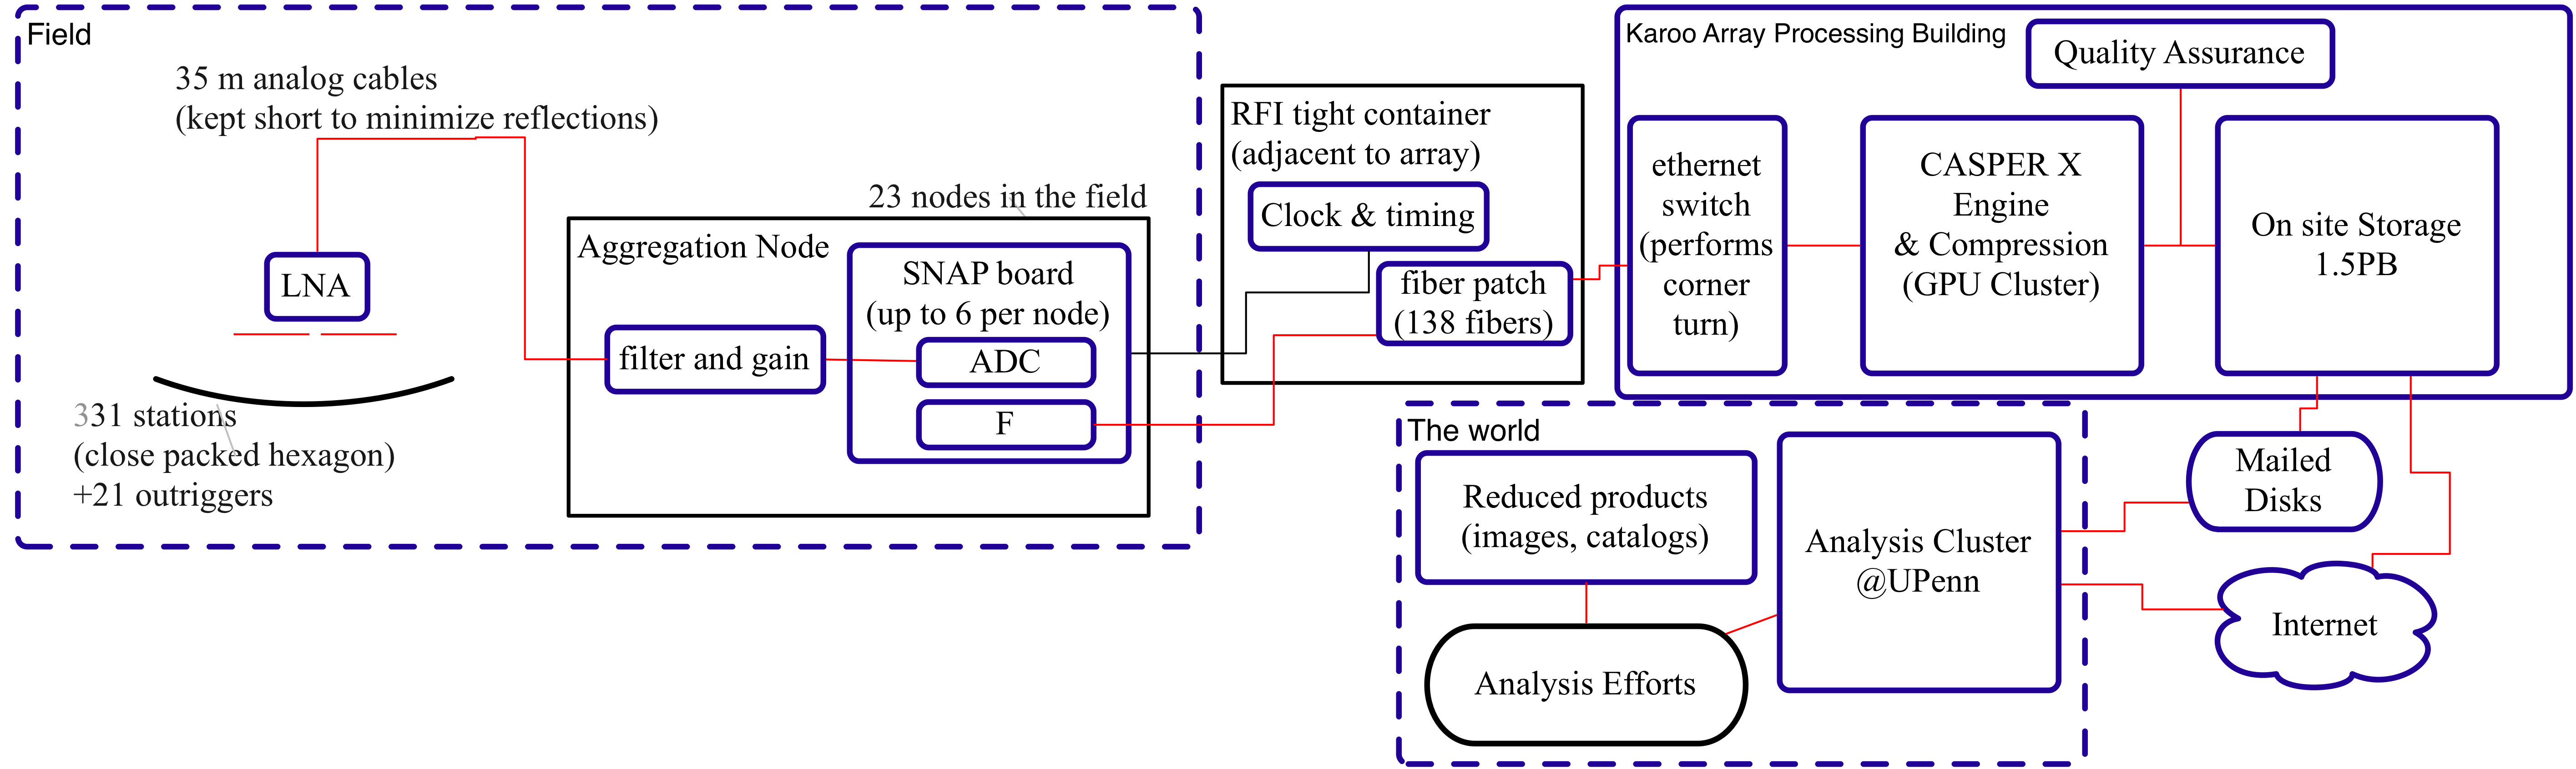 Field
35 m analog cables
(kept short to minimize reflections)
LNA
331 stations
(close packed hexagon)
+21 outriggers
23 nodes in the field
Aggregation Node
filter and gain
SNAP board
(up to 6 per node)
ADC
F
RFI tight container
(adjacent to array)
Clock & timing
fiber patch
(138 fibers)
Karoo Array Processing Building
Quality Assurance
ethernet
switch
(performs
corner
turn)
CASPER X
Engine
& Compression
(GPU Cluster)
On site Storage
1.5PB
The world
Reduced products
(images, catalogs)
Analysis Efforts
Analysis Cluster
@UPenn
Mailed
Disks
Internet